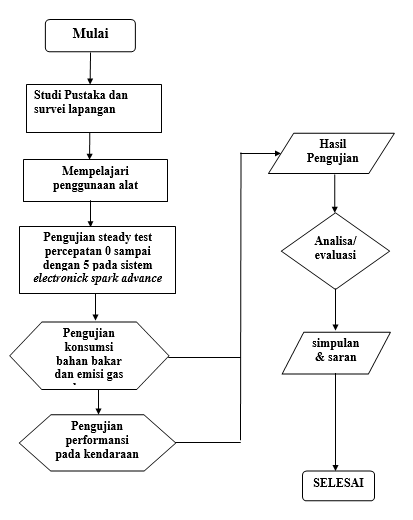 Mulai
Studi Pustaka dan
survei lapangan
Mempelajari
penggunaan alat
Pengujian steady test
percepatan 0 sampai
dengan 5 pada sistem
electronick spark advance
Pengujian
konsumsi
bahan bakar
dan emisi gas
Pengujian
performansi
pada kendaraan
Hasil
Pengujian
Analisa/
evaluasi
simpulan
& saran
SELESAI